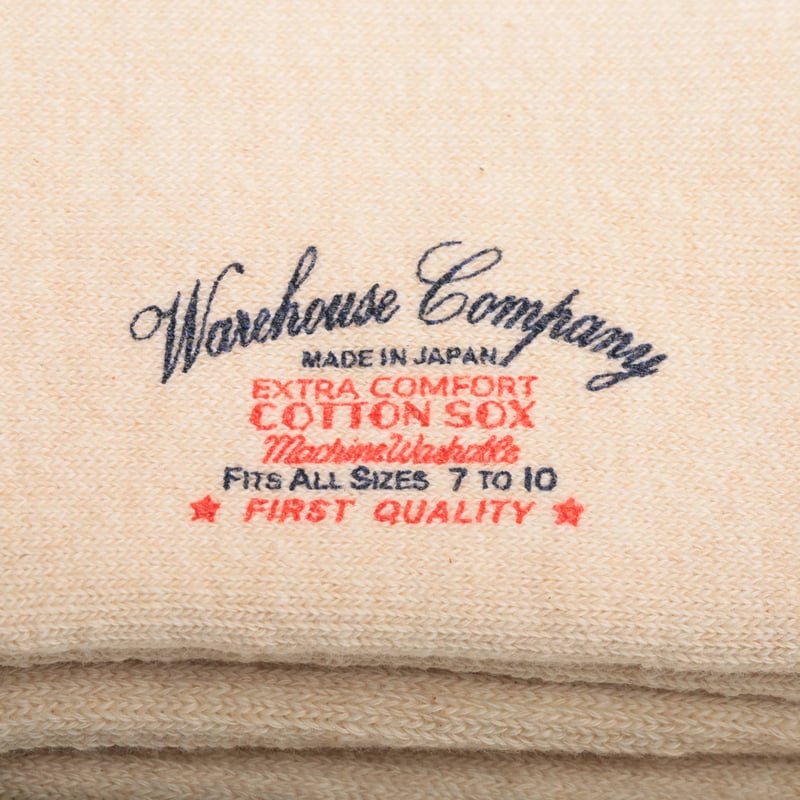 Warehouse Company
MADE IN JAPAN
EXTRA COMFORT
COTTON SOX
Machine Washable
FITS ALL SIZES 7 TO 10
★ FIRST QUALITY ★